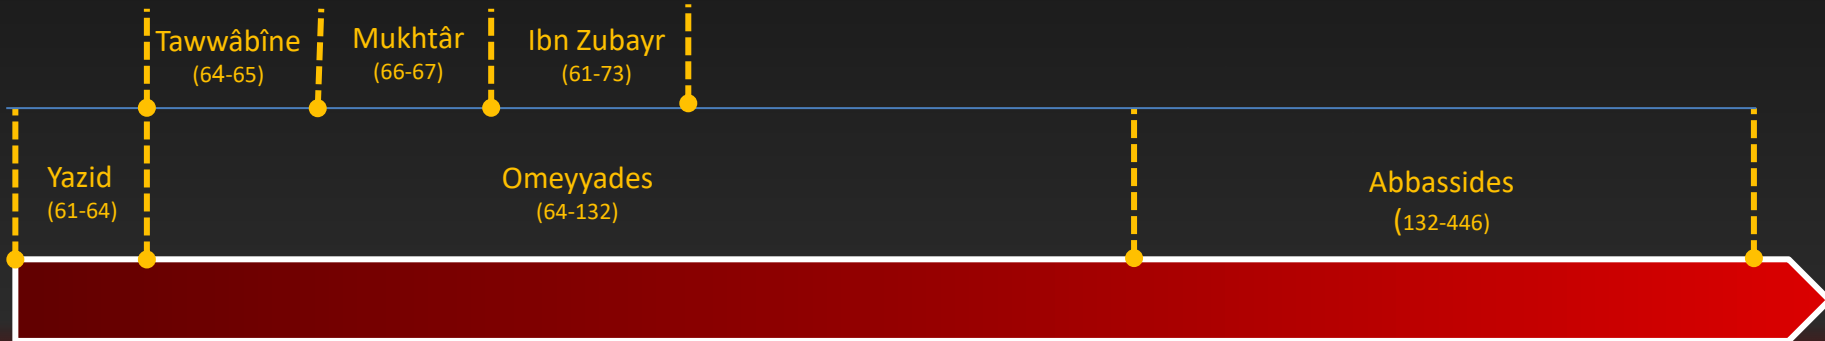 Tawwâbîne
(64-65)
Mukhtâr
(66-67)
Ibn Zubayr
(61-73)
Yazid
(61-64)
Omeyyades
(64-132)
Abbassides
(132-446)